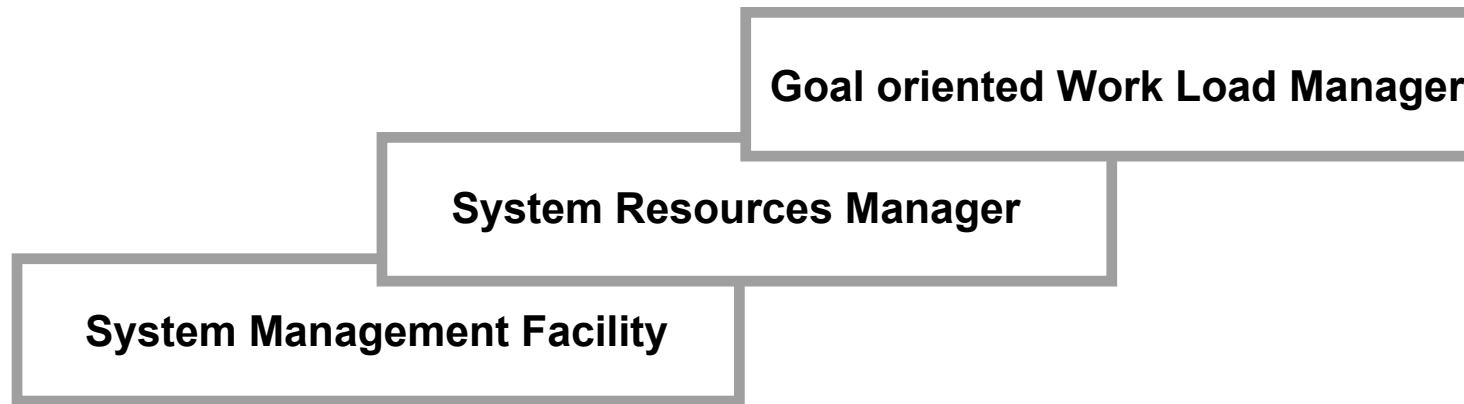 Goal oriented Work Load Manager
System Resources Manager
System Management Facility